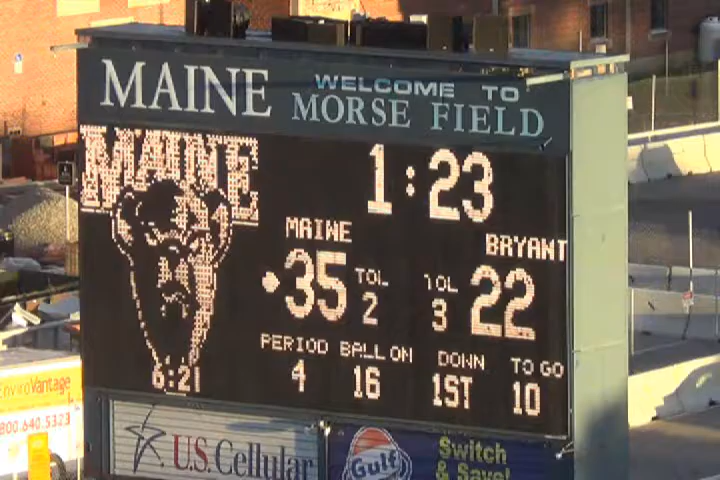 MAINE WELCOME TO
MORSE FIELD
MAINE
1:23
MAINE BRYANT
35 TOL 2 TOL 3 22
PERIOD BALL ON DOWN TO GO
4 16 1ST 10
6:21
EnviroVantage
800.640.5323
U.S. Cellular
Gulf
Switch
& Save!